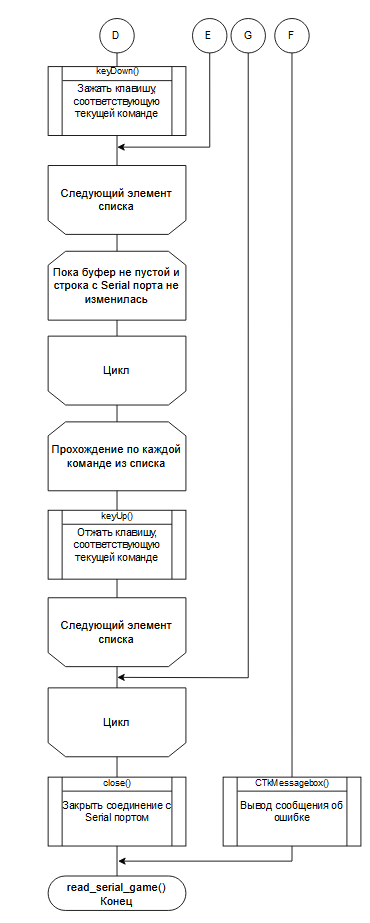 D
E
G
F
keyDown()
Зажать клавишу,
соответствующую
текущей команде
Следующий элемент
списка
Пока буфер не пустой и
строка с Serial порта не
изменилась
Цикл
Прохождение по каждой
команде из списка
keyUp()
Отжать клавишу,
соответствующую
текущей команде
Следующий элемент
списка
Цикл
close()
Закрыть соединение с
Serial портом
CTkMessagebox()
Вывод сообщения об
ошибке
read_serial_game()
Конец